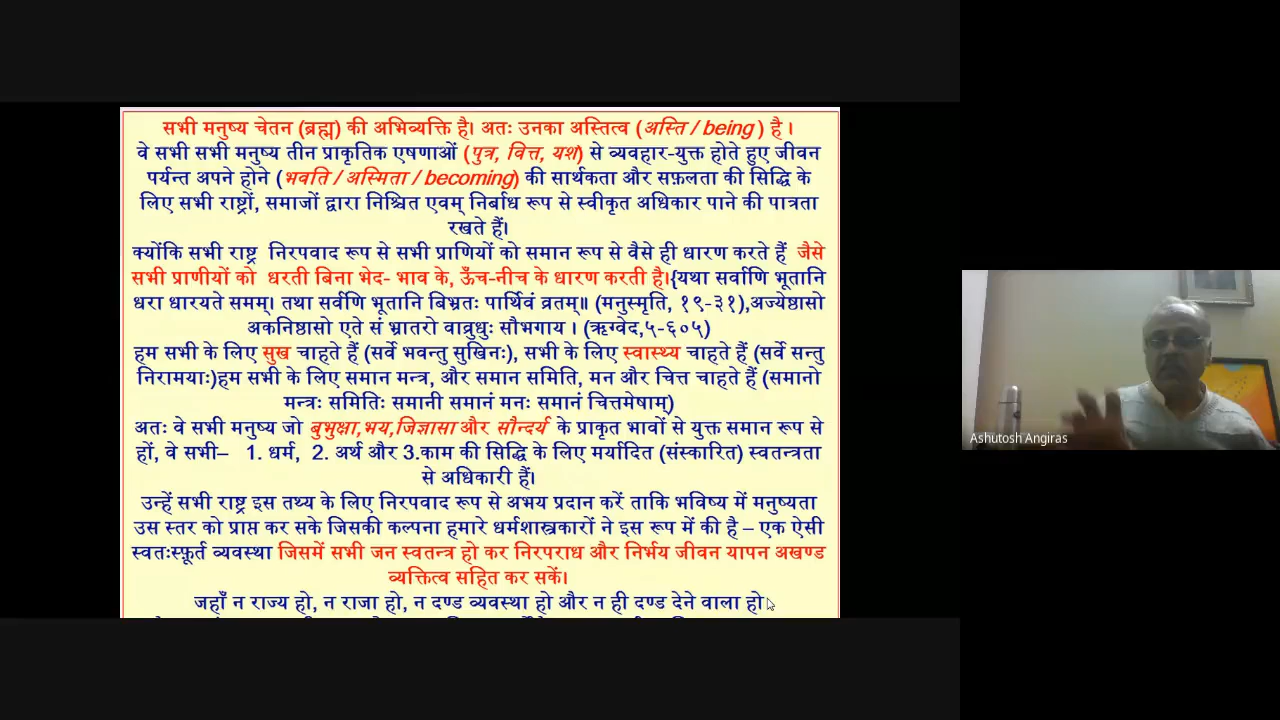 सभी मनुष्य चेतन (ब्रह्म) की अभिव्यक्ति है। अतः उनका अस्तित्व (अस्ति / being ) है ।
वे सभी सभी मनुष्य तीन प्राकृतिक एषणाओं (पुत्र, वित्त, यश) से व्यवहार-युक्त होते हुए जीवन
पर्यन्त अपने होने (भवति / अस्मिता / becoming) की सार्थकता और सफ़लता की सिद्धि के
लिए सभी राष्ट्रों, समाजों द्वारा निश्चित एवम् निर्बाध रूप से स्वीकृत अधिकार पाने की पात्रता
रखते हैं।
क्योंकि सभी राष्ट्र निरपवाद रूप से सभी प्राणियों को समान रूप से वैसे ही धारण करते हैं जैसे
सभी प्राणीयों को धरती बिना भेद- भाव के, ऊँच-नीच के धारण करती है।{यथा सर्वाणि भूतानि
धरा धारयते समम्। तथा सर्वणि भूतानि बिभ्रतः पार्थिवं व्रतम्॥ (मनुस्मृति, १९-३१),अज्येष्ठासो
अकनिष्ठासो एते सं भ्रातरो वाव्रुधुः सौभगाय । (ऋग्वेद,५-६०५)
हम सभी के लिए सुख चाहते हैं (सर्वे भवन्तु सुखिनः), सभी के लिए स्वास्थ्य चाहते हैं (सर्वे सन्तु
निरामयाः)हम सभी के लिए समान मन्त्र, और समान समिति, मन और चित्त चाहते हैं (समानो
मन्त्रः समितिः समानी समानं मनः समानं चित्तमेषाम्)
अतः वे सभी मनुष्य जो बुभुक्षा,भय,जिज्ञासा और सौन्दर्य के प्राकृत भावों से युक्त समान रूप से
हों, वे सभी– 1. धर्म, 2. अर्थ और 3.काम की सिद्धि के लिए मर्यादित (संस्कारित) स्वतन्त्रता
से अधिकारी हैं।
उन्हें सभी राष्ट्र इस तथ्य के लिए निरपवाद रूप से अभय प्रदान करें ताकि भविष्य में मनुष्यता
उस स्तर को प्राप्त कर सके जिसकी कल्पना हमारे धर्मशास्त्रकारों ने इस रूप में की है – एक ऐसी
स्वतःस्फ़ूर्त व्यवस्था जिसमें सभी जन स्वतन्त्र हो कर निरपराध और निर्भय जीवन यापन अखण्ड
व्यक्तित्व सहित कर सकें।
जहाँ न राज्य हो, न राजा हो, न दण्ड व्यवस्था हो और न ही दण्ड देने वाला हो
Ashutosh Angiras